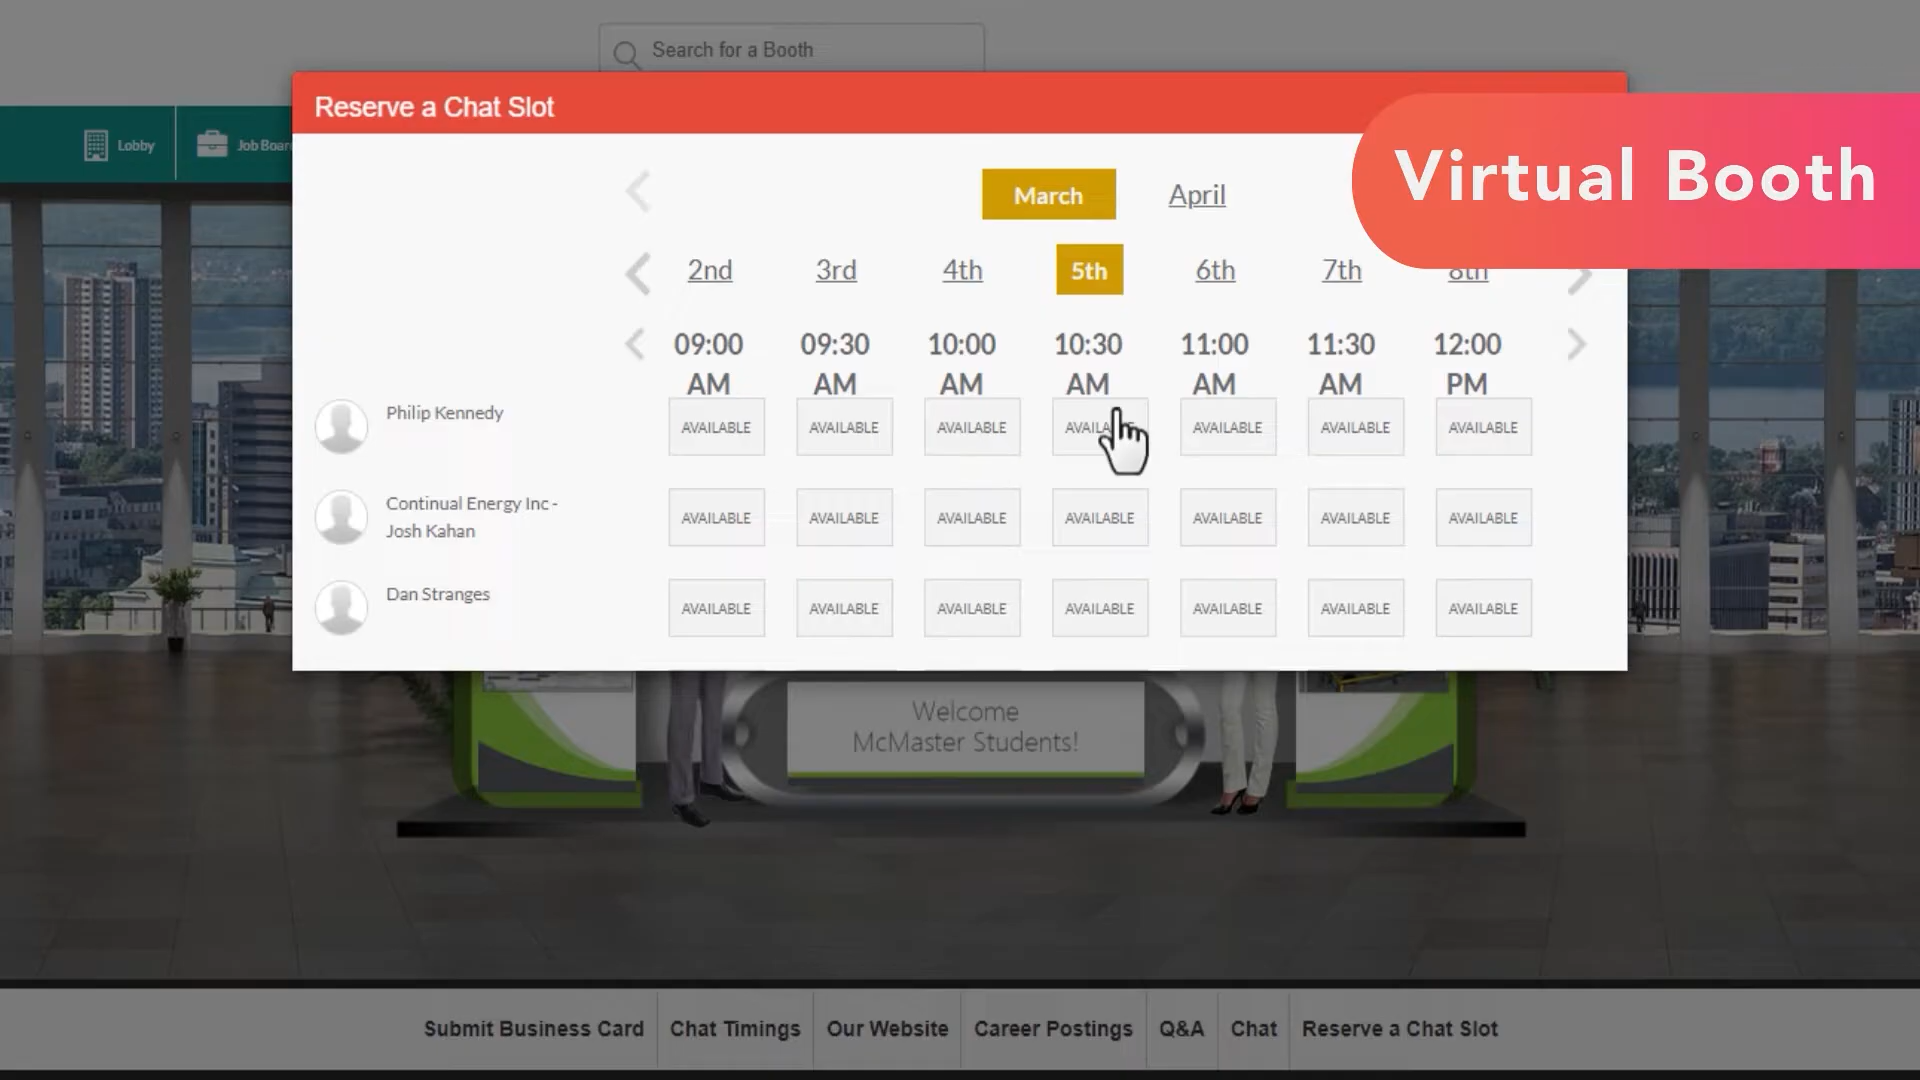 Search for a Booth
Reserve a Chat Slot
Virtual Booth
Lobby
Job Boar
March April
2nd 3rd 4th 5th 6th 7th 8th
09:00 AM 09:30 AM 10:00 AM 10:30 AM 11:00 AM 11:30 AM 12:00 PM
Philip Kennedy
AVAILABLE AVAILABLE AVAILABLE AVAILABLE AVAILABLE AVAILABLE AVAILABLE
Continual Energy Inc -
Josh Kahan
AVAILABLE AVAILABLE AVAILABLE AVAILABLE AVAILABLE AVAILABLE AVAILABLE
Dan Stranges
AVAILABLE AVAILABLE AVAILABLE AVAILABLE AVAILABLE AVAILABLE AVAILABLE
Welcome
McMaster Students!
Submit Business Card Chat Timings Our Website Career Postings Q&A Chat Reserve a Chat Slot